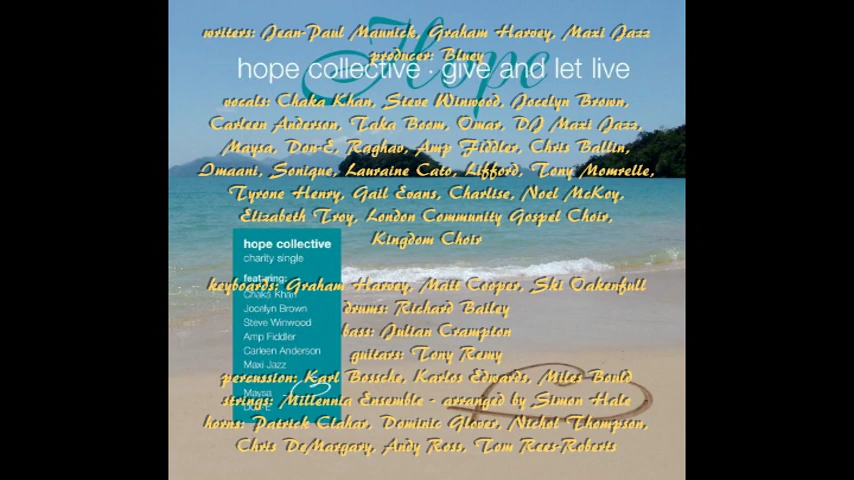 Hope
writers: Jean-Paul Maunick, Graham Harvey, Maxi Jazz
producer: Bluey
hope collective · give and let live
vocals: Chaka Khan, Steve Winwood, Jocelyn Brown,
Carleen Anderson, Taka Boom, Omar, DJ Maxi Jazz,
Maysa, Don-E, Raghav, Amp Fiddler, Chris Ballin,
Imaani, Sonique, Lauraine Cato, Lifford, Tony Momrelle,
Tyrone Henry, Gail Evans, Charlise, Noel McKoy,
Elizabeth Troy, London Community Gospel Choir,
Kingdom Choir
hope collective
charity single
featuring:
keyboards: Graham Harvey, Matt Cooper, Ski Oakenfull
Chaka Khan
Jocelyn Brown
drums: Richard Bailey
Steve Winwood
bass: Julian Crampton
Amp Fiddler
Carleen Anderson
guitars: Tony Remy
Maxi Jazz
percussion: Karl Bossche, Karlos Edwards, Miles Bould
Maysa
strings: Millennia Ensemble - arranged by Simon Hale
Don-E
horns: Patrick Clahar, Dominic Glover, Nichol Thompson,
Chris DeMargary, Andy Ross, Tom Rees-Roberts